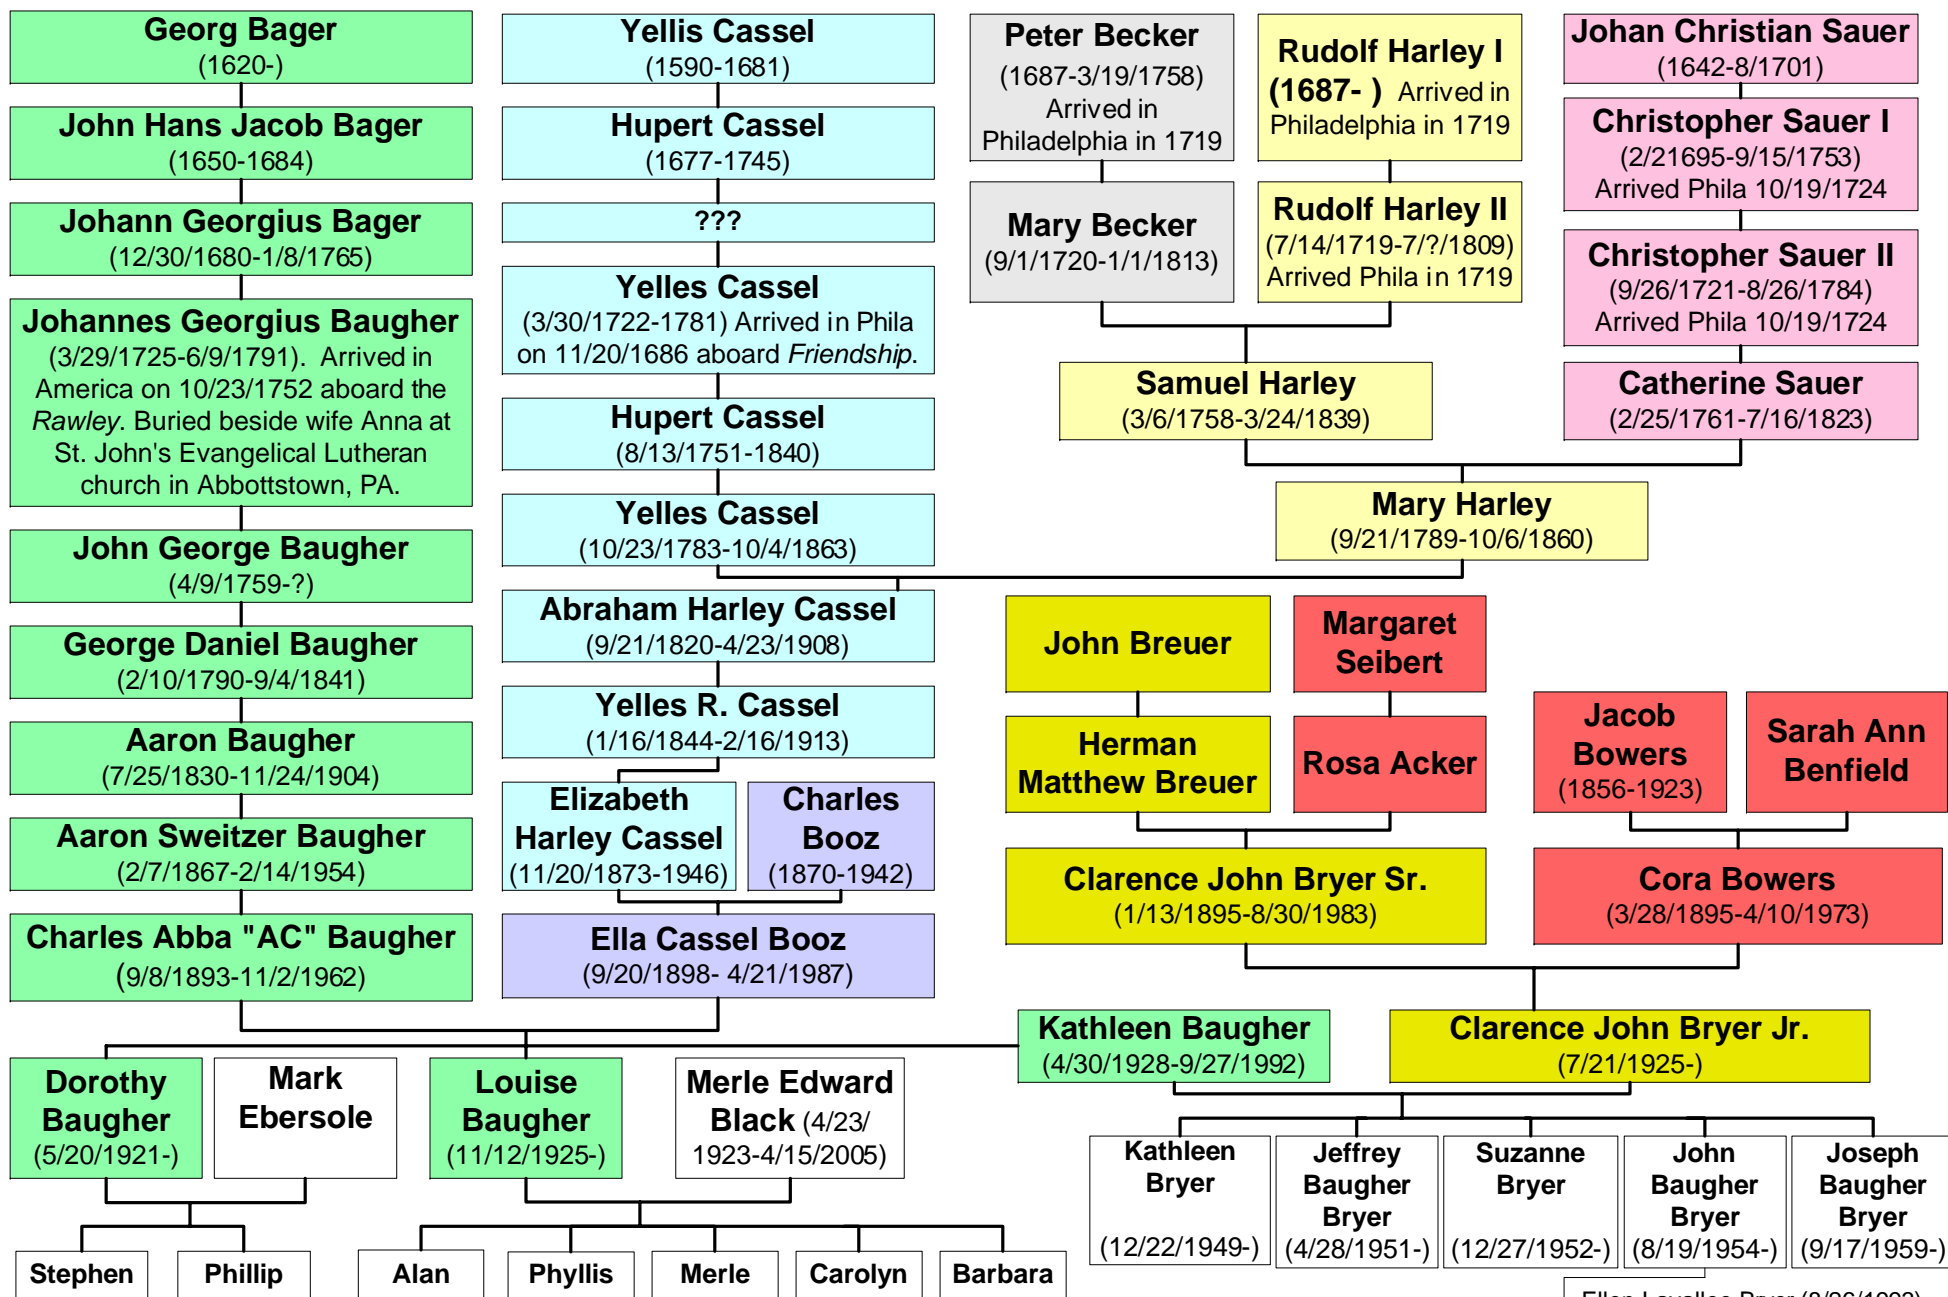 Georg Bager
(1620-)
John Hans Jacob Bager
(1650-1684)
Johann Georgius Bager
(12/30/1680-1/8/1765)
Johannes Georgius Baugher
(3/29/1725-6/9/1791).  Arrived in
America on 10/23/1752 aboard the
Rawley. Buried beside wife Anna at
St. John's Evangelical Lutheran
church in Abbottstown, PA.
John George Baugher
(4/9/1759-?)
George Daniel Baugher
(2/10/1790-9/4/1841)
Aaron Baugher
(7/25/1830-11/24/1904)
Aaron Sweitzer Baugher
(2/7/1867-2/14/1954)
Charles Abba "AC" Baugher
(9/8/1893-11/2/1962)
Yellis Cassel
(1590-1681)
Hupert Cassel
(1677-1745)
???
Yelles Cassel
(3/30/1722-1781) Arrived in Phila
on 11/20/1686 aboard Friendship.
Hupert Cassel
(8/13/1751-1840)
Yelles Cassel
(10/23/1783-10/4/1863)
Abraham Harley Cassel
(9/21/1820-4/23/1908)
Yelles R. Cassel
(1/16/1844-2/16/1913)
Elizabeth
Harley Cassel
(11/20/1873-1946)
Charles
Booz
(1870-1942)
Ella Cassel Booz
(9/20/1898- 4/21/1987)
Peter Becker
(1687-3/19/1758)
Arrived in
Philadelphia in 1719
Mary Becker
(9/1/1720-1/1/1813)
Rudolf Harley I
(1687- ) Arrived in
Philadelphia in 1719
Rudolf Harley II
(7/14/1719-7/?/1809)
Arrived Phila in 1719
Johan Christian Sauer
(1642-8/1701)
Christopher Sauer I
(2/21695-9/15/1753)
Arrived Phila 10/19/1724
Christopher Sauer II
(9/26/1721-8/26/1784)
Arrived Phila 10/19/1724
Samuel Harley
(3/6/1758-3/24/1839)
Catherine Sauer
(2/25/1761-7/16/1823)
Mary Harley
(9/21/1789-10/6/1860)
John Breuer
Margaret
Seibert
Herman
Matthew Breuer
Rosa Acker
Jacob
Bowers
(1856-1923)
Sarah Ann
Benfield
Clarence John Bryer Sr.
(1/13/1895-8/30/1983)
Cora Bowers
(3/28/1895-4/10/1973)
Kathleen Baugher
(4/30/1928-9/27/1992)
Clarence John Bryer Jr.
(7/21/1925-)
Dorothy
Baugher
(5/20/1921-)
Mark
Ebersole
Louise
Baugher
(11/12/1925-)
Merle Edward
Black (4/23/
1923-4/15/2005)
Kathleen
Bryer
(12/22/1949-)
Jeffrey
Baugher
Bryer
(4/28/1951-)
Suzanne
Bryer
(12/27/1952-)
John
Baugher
Bryer
(8/19/1954-)
Joseph
Baugher
Bryer
(9/17/1959-)
Stephen
Phillip
Alan
Phyllis
Merle
Carolyn
Barbara